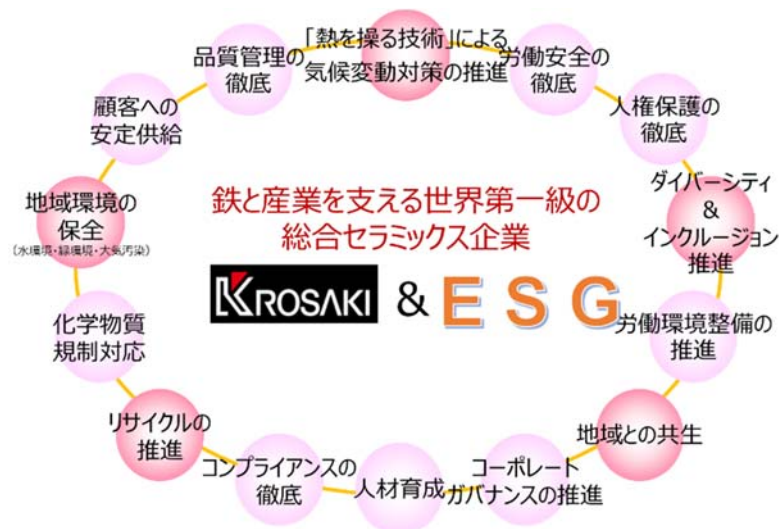 「熱を操る技術」による
気候変動対策の推進
労働安全の
徹底
人権保護の
徹底
ダイバーシティ
&
インクルージョン
推進
労働環境整備の
推進
地域との共生
コーポレート
ガバナンスの推進
人材育成
コンプライアンスの
徹底
リサイクルの
推進
化学物質
規制対応
地域環境の
保全
(水環境・緑環境・大気汚染)
顧客への
安定供給
品質管理の
徹底
鉄と産業を支える世界第一級の
総合セラミックス企業
KROSAKI & ESG